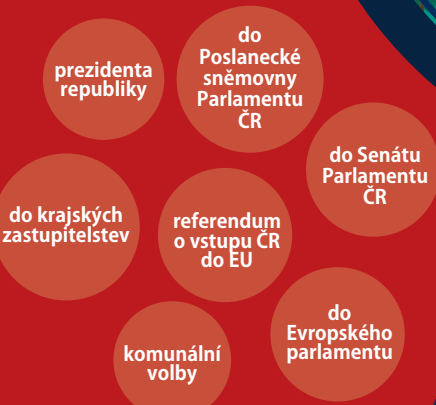 prezidenta
republiky
do
Poslanecké
sněmovny
Parlamentu
ČR
do Senátu
Parlamentu
ČR
do krajských
zastupitelstev
referendum
o vstupu ČR
do EU
do
Evropského
parlamentu
komunální
volby